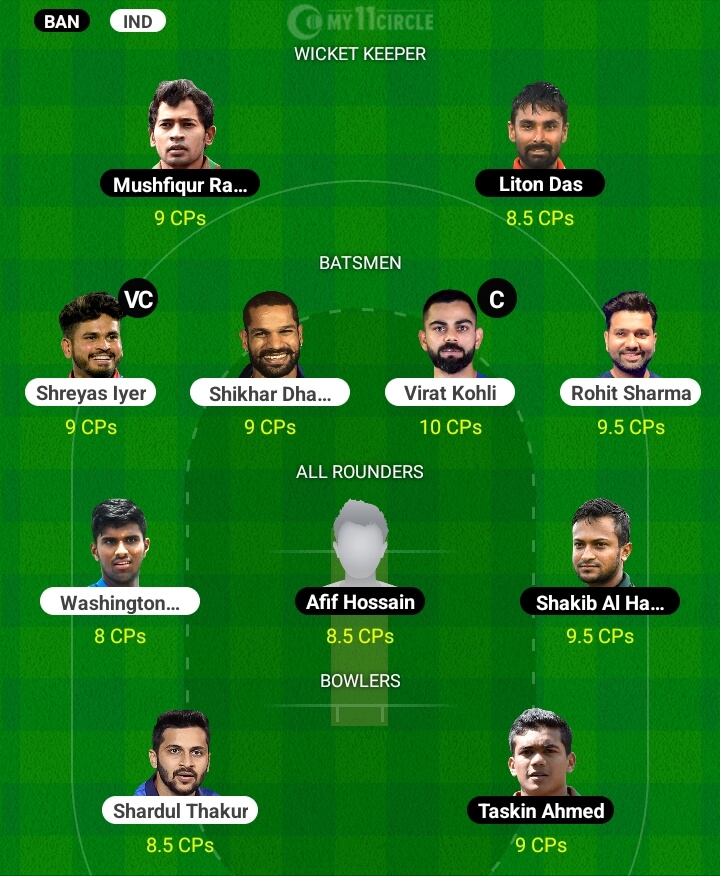 BAN IND MY11CIRCLE
WICKET KEEPER
Mushfiqur Ra... Liton Das
9 CPs 8.5 CPs
BATSMEN
VC C
Shreyas Iyer Shikhar Dha... Virat Kohli Rohit Sharma
9 CPs 9 CPs 10 CPs 9.5 CPs
ALL ROUNDERS
Washington... Afif Hossain Shakib Al Ha...
8 CPs 8.5 CPs 9.5 CPs
BOWLERS
Shardul Thakur Taskin Ahmed
8.5 CPs 9 CPs